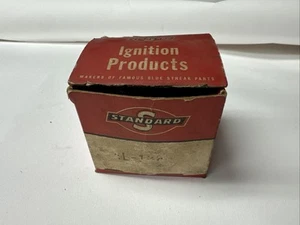 Ignition
Products
MAKERS OF FAMOUS BLUE STREAK PARTS
S
STANDARD